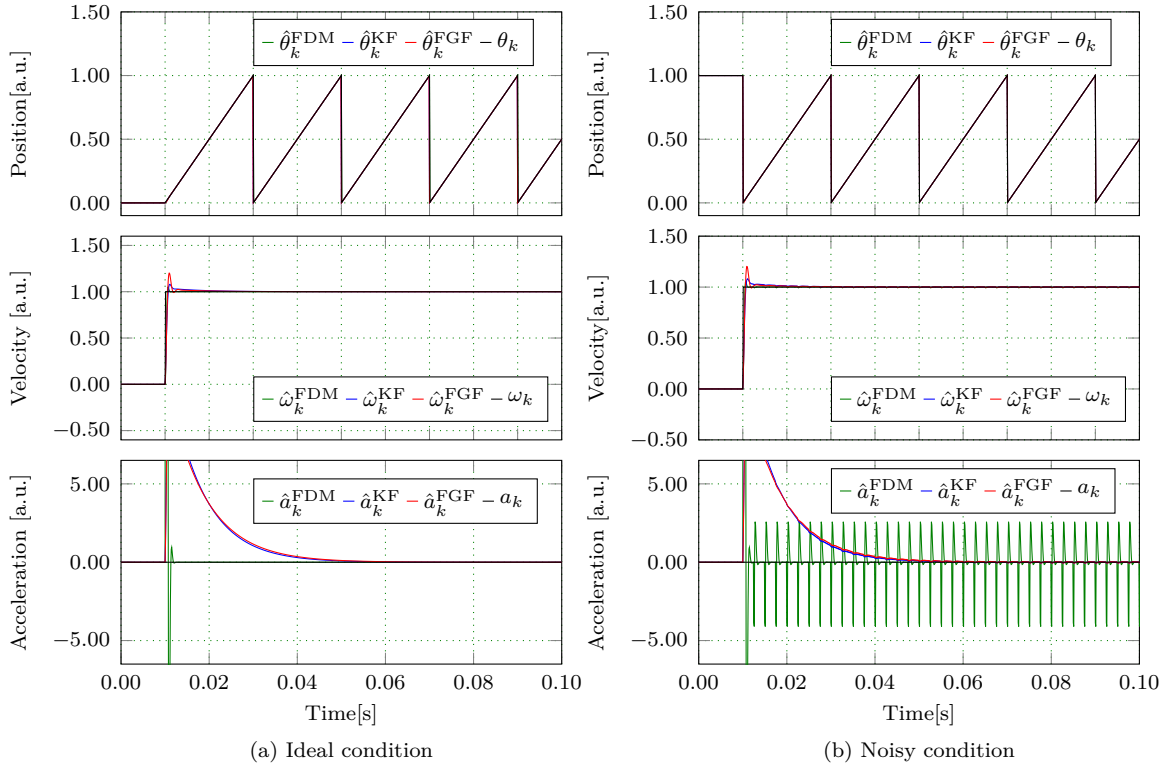 1.50
1.00
0.50
0.00
Position[a.u.]
θ̂_k^FDM θ̂_k^KF θ̂_k^FGF θ_k
1.50
1.00
0.50
0.00
−0.50
Velocity [a.u.]
ω̂_k^FDM ω̂_k^KF ω̂_k^FGF ω_k
5.00
0.00
−5.00
Acceleration [a.u.]
â_k^FDM â_k^KF â_k^FGF a_k
0.00 0.02 0.04 0.06 0.08 0.10
Time[s]
(a) Ideal condition
1.50
1.00
0.50
0.00
Position[a.u.]
θ̂_k^FDM θ̂_k^KF θ̂_k^FGF θ_k
1.50
1.00
0.50
0.00
−0.50
Velocity[a.u.]
ω̂_k^FDM ω̂_k^KF ω̂_k^FGF ω_k
5.00
0.00
−5.00
Acceleration [a.u.]
â_k^FDM â_k^KF â_k^FGF a_k
0.00 0.02 0.04 0.06 0.08 0.10
Time[s]
(b) Noisy condition